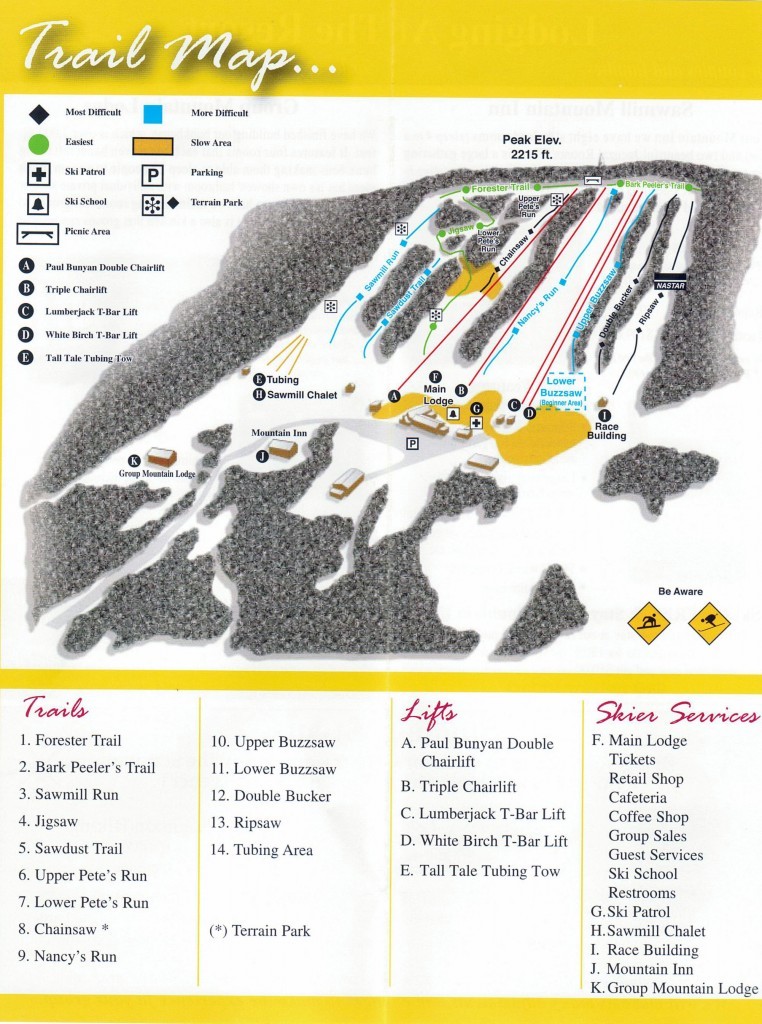 Trail Map...
Most Difficult
More Difficult
Easiest
Slow Area
Ski Patrol
P
Parking
Ski School
Terrain Park
Picnic Area
A Paul Bunyan Double Chairlift
B Triple Chairlift
C Lumberjack T-Bar Lift
D White Birch T-Bar Lift
E Tall Tale Tubing Tow
Peak Elev.
2215 ft.
Forester Trail
Bark Peeler's Trail
Upper
Pete's
Run
Jigsaw
Lower
Pete's
Run
Chainsaw
Sawmill Run
Sawdust Trail
Nancy's Run
Upper Buzzsaw
Double Bucker
Ripsaw
NASTAR
E Tubing
H Sawmill Chalet
A
F
Main
Lodge
B
G
C
D
Lower
Buzzsaw
(Beginner Area)
I
Race
Building
P
Mountain Inn
J
K
Group Mountain Lodge
Be Aware
Trails
1. Forester Trail
2. Bark Peeler's Trail
3. Sawmill Run
4. Jigsaw
5. Sawdust Trail
6. Upper Pete's Run
7. Lower Pete's Run
8. Chainsaw *
9. Nancy's Run
10. Upper Buzzsaw
11. Lower Buzzsaw
12. Double Bucker
13. Ripsaw
14. Tubing Area
(*) Terrain Park
Lifts
A. Paul Bunyan Double
Chairlift
B. Triple Chairlift
C. Lumberjack T-Bar Lift
D. White Birch T-Bar Lift
E. Tall Tale Tubing Tow
Skier Services
F. Main Lodge
Tickets
Retail Shop
Cafeteria
Coffee Shop
Group Sales
Guest Services
Ski School
Restrooms
G. Ski Patrol
H. Sawmill Chalet
I. Race Building
J. Mountain Inn
K. Group Mountain Lodge